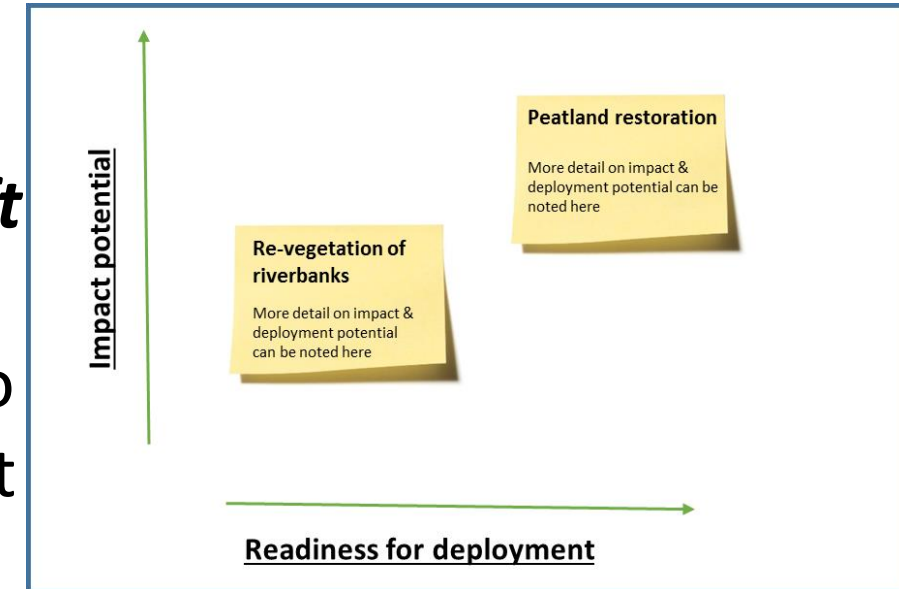 ft
o
t
Impact potential
Peatland restoration
More detail on impact &
deployment potential can be
noted here
Re-vegetation of
riverbanks
More detail on impact &
deployment potential
can be noted here
Readiness for deployment